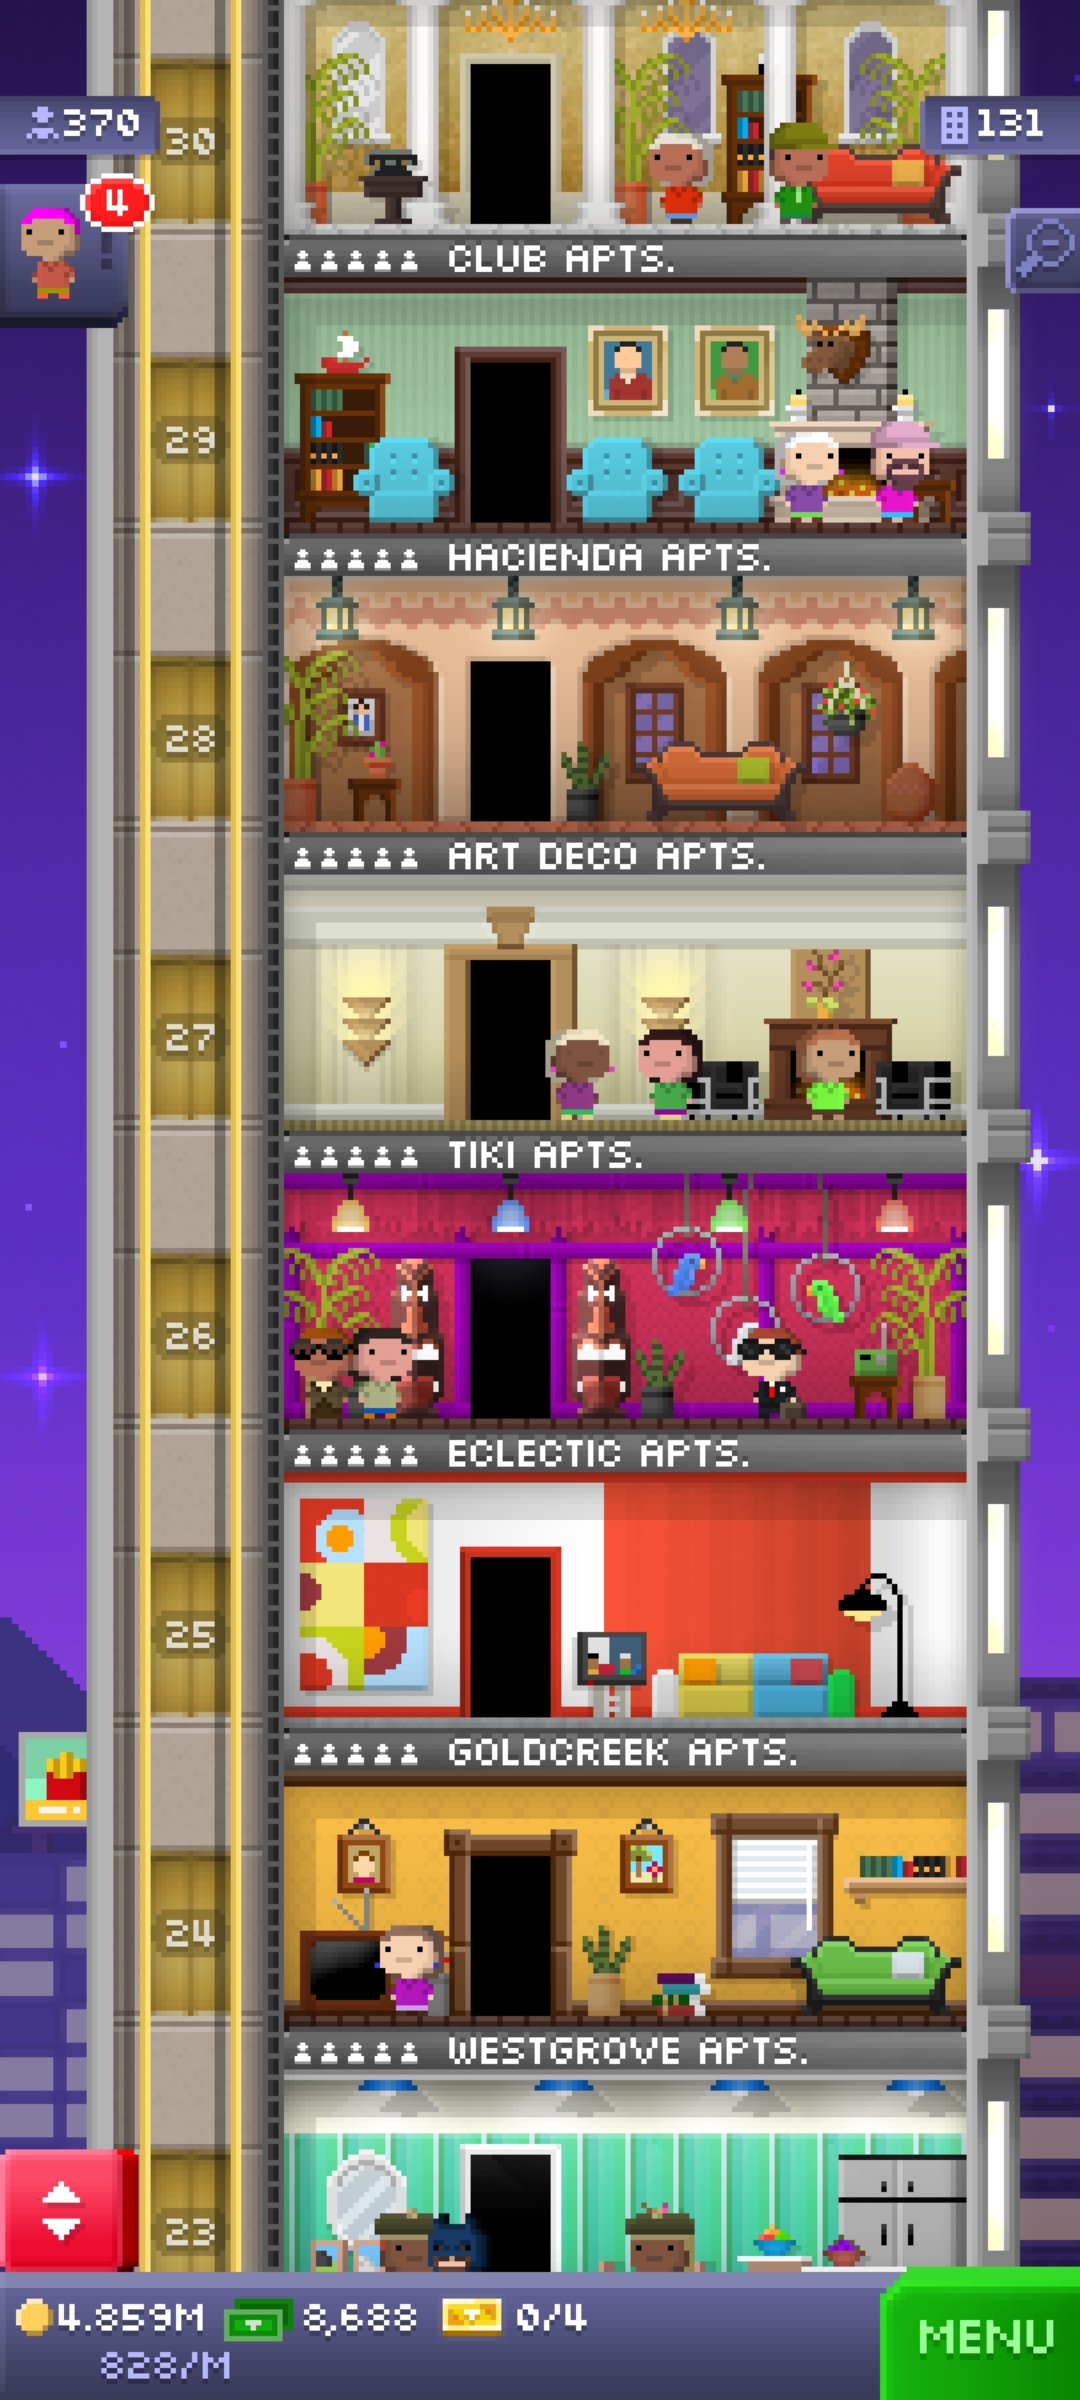 30
370
131
4
CLUB APTS.
29
HACIENDA APTS.
28
ART DECO APTS.
27
TIKI APTS.
26
ECLECTIC APTS.
25
GOLDCREEK APTS.
24
WESTGROVE APTS.
23
4.859M 8,688 0/4
828/M
MENU